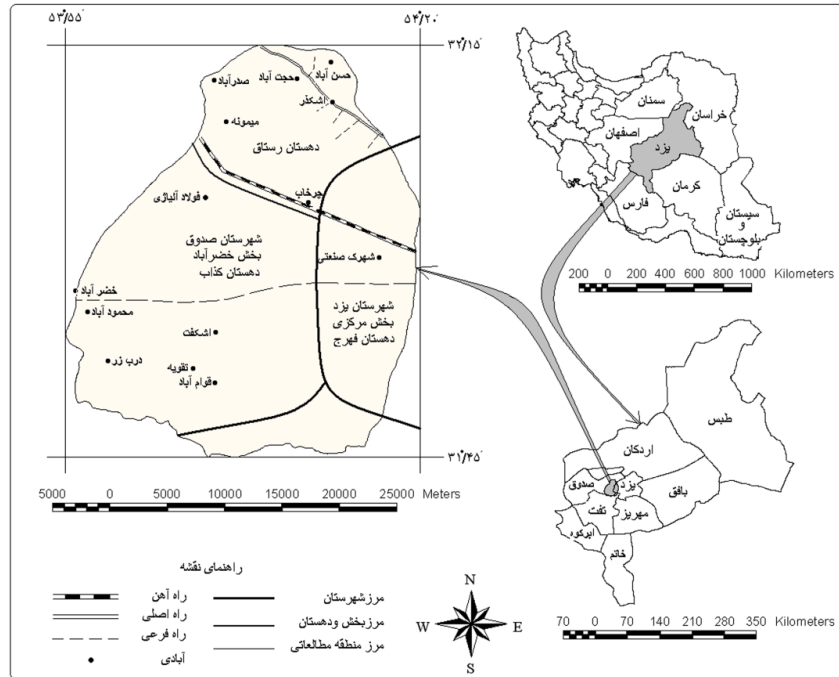 ۵۳°۵۵′
۵۴°۲۰′
۳۲°۱۵′
حسن آباد
حجت آباد
صدرآباد
اشکذر
میمونه
دهستان رستاق
چرخاب
فولاد آلیاژی
شهرستان صدوق
بخش خضرآباد
دهستان کذاب
شهرک صنعتی
خضر آباد
محمود آباد
شهرستان یزد
بخش مرکزی
دهستان فهرج
اشکفت
درب زر
تقویه
قوام آباد
۳۱°۴۵′
5000 0 5000 10000 15000 20000 25000 Meters
سمنان
خراسان
اصفهان
یزد
کرمان
فارس
سیستان
و
بلوچستان
200 0 200 400 600 800 1000 Kilometers
طبس
اردکان
صدوق
یزد
بافق
تفت
مهریز
ابرکوه
خاتم
70 0 70 140 210 280 350 Kilometers
راهنمای نقشه
راه آهن
راه اصلی
راه فرعی
آبادی
مرز شهرستان
مرز بخش ودهستان
مرز منطقه مطالعاتی
N
W E
S